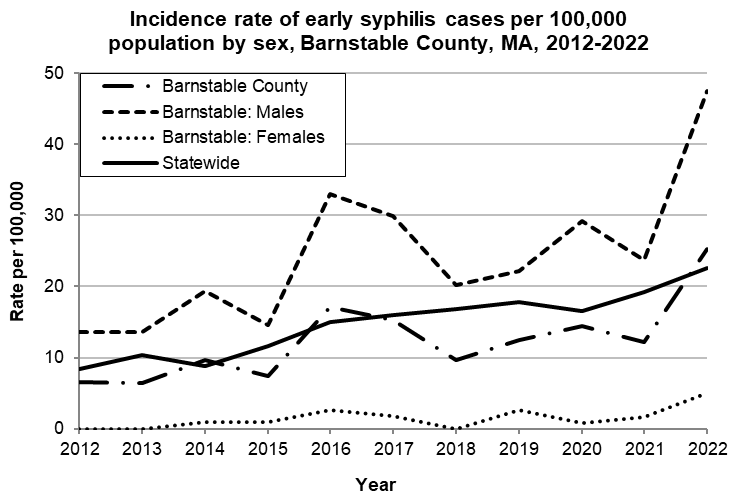 Incidence rate of early syphilis cases per 100,000
population by sex, Barnstable County, MA, 2012-2022
Barnstable County
Barnstable: Males
Barnstable: Females
Statewide
Rate per 100,000
50
40
30
20
10
0
2012 2013 2014 2015 2016 2017 2018 2019 2020 2021 2022
Year